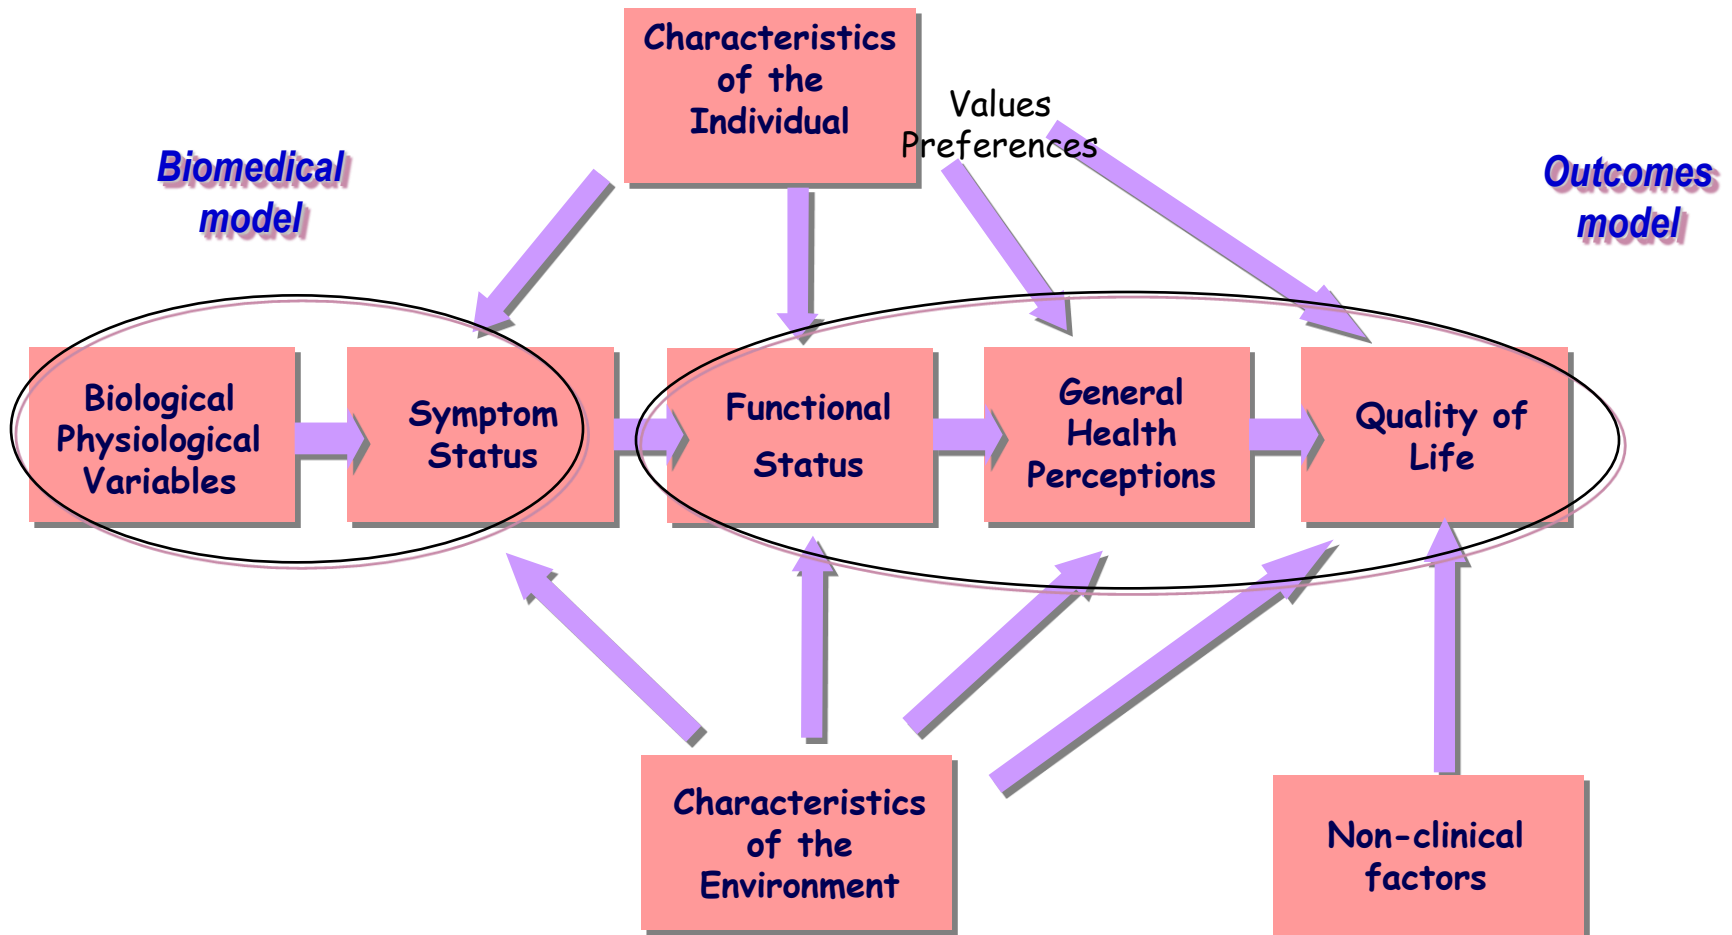 Characteristics
of the
Individual
Values
Preferences
Biomedical
model
Outcomes
model
Biological
Physiological
Variables
Symptom
Status
Functional
Status
General
Health
Perceptions
Quality of
Life
Characteristics
of the
Environment
Non-clinical
factors